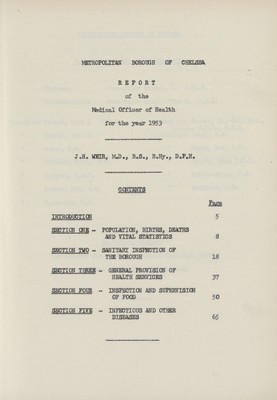 METROPOLITAN BOROUGH OF CHELSEA
REPORT
of the
Medical Officer of Health
for the year 1953
J.H. WEIR, M.D., B.S., B.Hy., D.P.H.
CONTENTS
PAGE
INTRODUCTION 5
SECTION ONE - POPULATION, BIRTHS, DEATHS
AND VITAL STATISTICS 8
SECTION TWO - SANITARY INSPECTION OF
THE BOROUGH 18
SECTION THREE - GENERAL PROVISION OF
HEALTH SERVICES 37
SECTION FOUR - INSPECTION AND SUPERVISION
OF FOOD 50
SECTION FIVE - INFECTIOUS AND OTHER
DISEASES 65